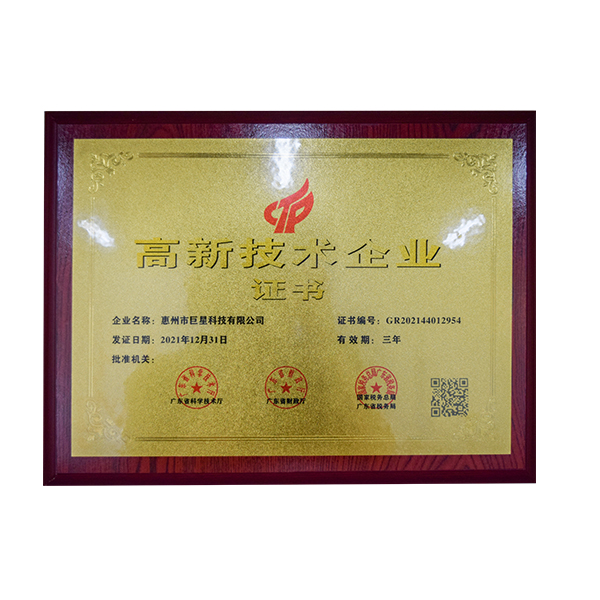 高新技术企业
证书
企业名称：惠州市巨星科技有限公司
证书编号：GR202144012954
发证日期：2021年12月31日
有效期：三年
批准机关：
广东省科学技术厅
广东省财政厅
国家税务总局
广东省税务局